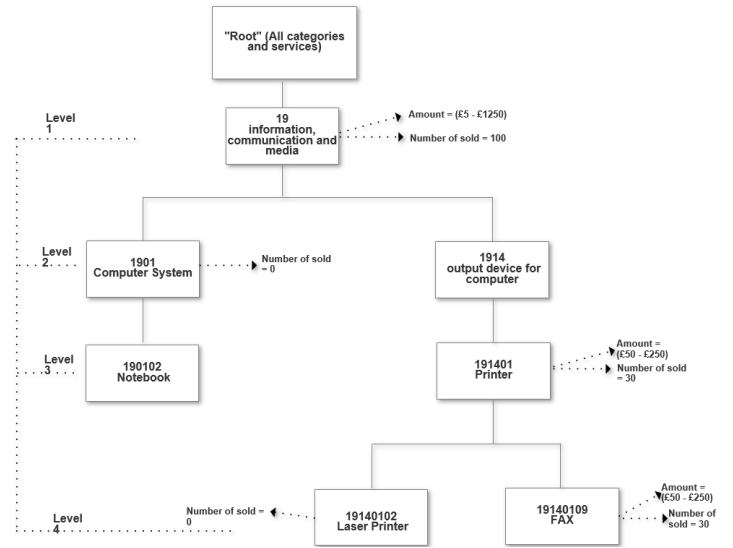 "Root" (All categories
and services)
Level
1
19
information,
communication and
media
Amount = (£5 - £1250)
Number of sold = 100
Level
2
1901
Computer System
Number of sold
= 0
1914
output device for
computer
Level
3
190102
Notebook
191401
Printer
Amount =
(£50 - £250)
Number of sold
= 30
Level
4
Number of sold =
0
19140102
Laser Printer
19140109
FAX
Amount =
(£50 - £250)
Number of
sold = 30